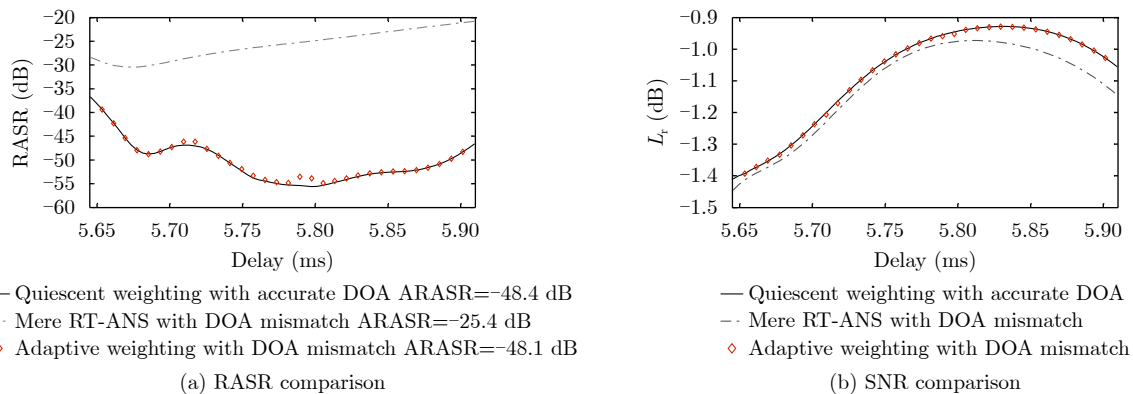 −20
−25
−30
−35
−40
−45
−50
−55
−60
RASR (dB)
5.65 5.70 5.75 5.80 5.85 5.90
Delay (ms)
Quiescent weighting with accurate DOA ARASR=−48.4 dB
Mere RT-ANS with DOA mismatch ARASR=−25.4 dB
Adaptive weighting with DOA mismatch ARASR=−48.1 dB
(a) RASR comparison
−0.9
−1.0
−1.1
−1.2
−1.3
−1.4
−1.5
Lr (dB)
5.65 5.70 5.75 5.80 5.85 5.90
Delay (ms)
Quiescent weighting with accurate DOA
Mere RT-ANS with DOA mismatch
Adaptive weighting with DOA mismatch
(b) SNR comparison